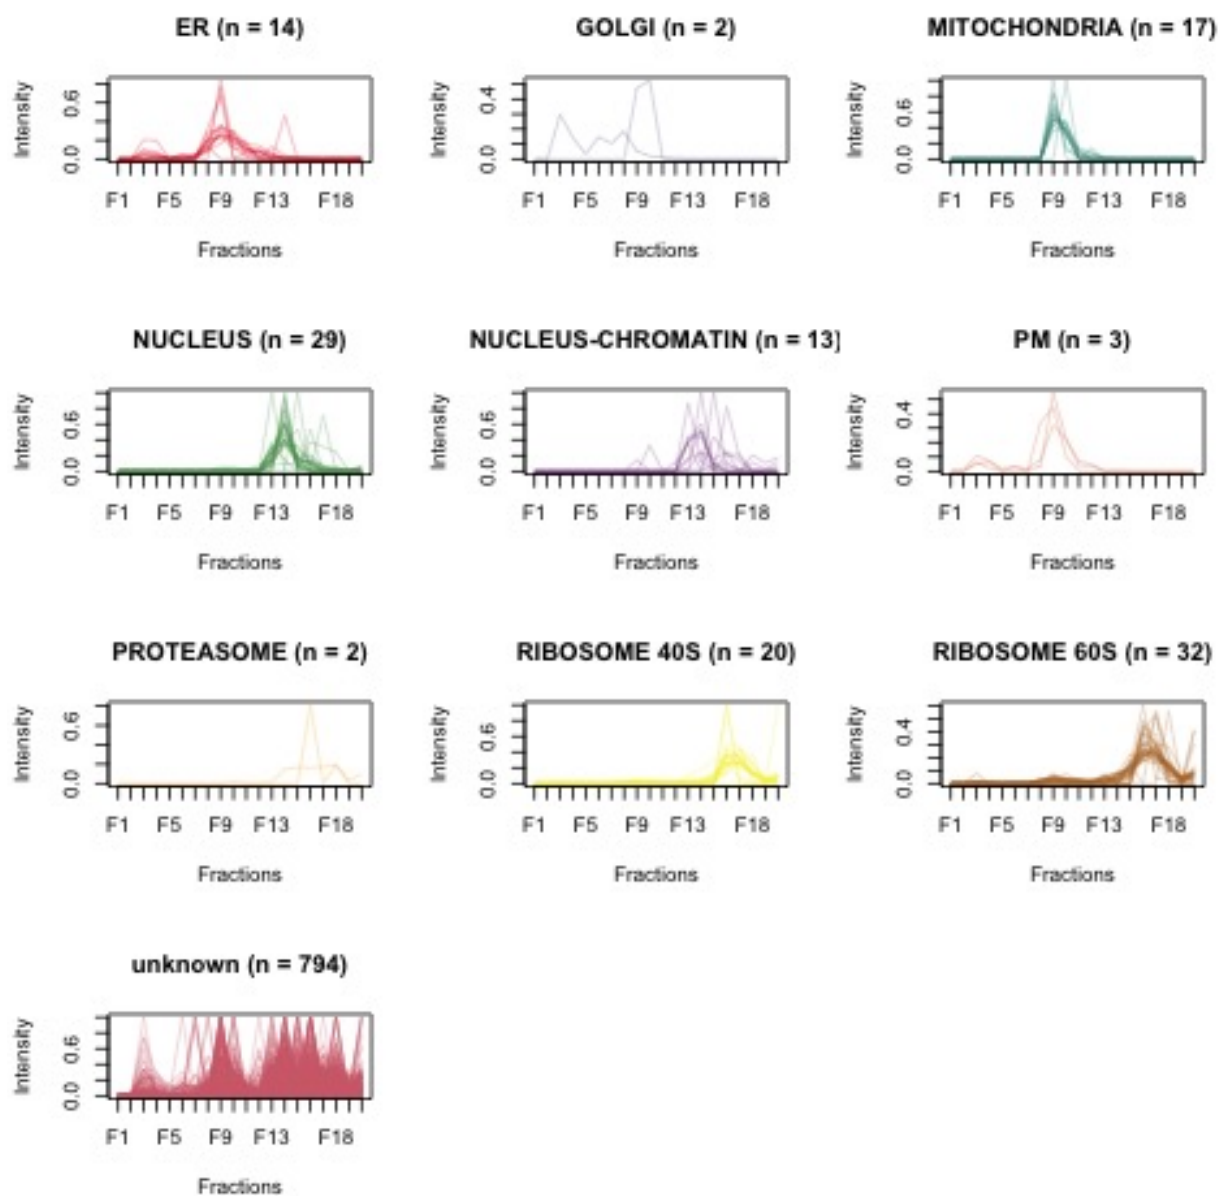 ER (n = 14)
Intensity
0.0 0.6
F1 F5 F9 F13 F18
Fractions
GOLGI (n = 2)
Intensity
0.0 0.4
F1 F5 F9 F13 F18
Fractions
MITOCHONDRIA (n = 17)
Intensity
0.0 0.6
F1 F5 F9 F13 F18
Fractions
NUCLEUS (n = 29)
Intensity
0.0 0.6
F1 F5 F9 F13 F18
Fractions
NUCLEUS-CHROMATIN (n = 13)
Intensity
0.0 0.6
F1 F5 F9 F13 F18
Fractions
PM (n = 3)
Intensity
0.0 0.4
F1 F5 F9 F13 F18
Fractions
PROTEASOME (n = 2)
Intensity
0.0 0.6
F1 F5 F9 F13 F18
Fractions
RIBOSOME 40S (n = 20)
Intensity
0.0 0.6
F1 F5 F9 F13 F18
Fractions
RIBOSOME 60S (n = 32)
Intensity
0.0 0.4
F1 F5 F9 F13 F18
Fractions
unknown (n = 794)
Intensity
0.0 0.6
F1 F5 F9 F13 F18
Fractions